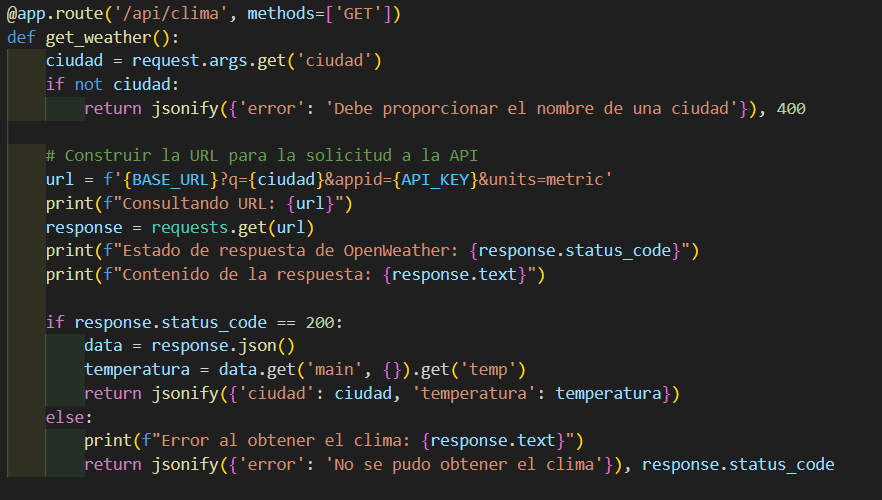 @app.route('/api/clima', methods=['GET'])
def get_weather():
    ciudad = request.args.get('ciudad')
    if not ciudad:
        return jsonify({'error': 'Debe proporcionar el nombre de una ciudad'}), 400

    # Construir la URL para la solicitud a la API
    url = f'{BASE_URL}?q={ciudad}&appid={API_KEY}&units=metric'
    print(f"Consultando URL: {url}")
    response = requests.get(url)
    print(f"Estado de respuesta de OpenWeather: {response.status_code}")
    print(f"Contenido de la respuesta: {response.text}")

    if response.status_code == 200:
        data = response.json()
        temperatura = data.get('main', {}).get('temp')
        return jsonify({'ciudad': ciudad, 'temperatura': temperatura})
    else:
        print(f"Error al obtener el clima: {response.text}")
        return jsonify({'error': 'No se pudo obtener el clima'}), response.status_code